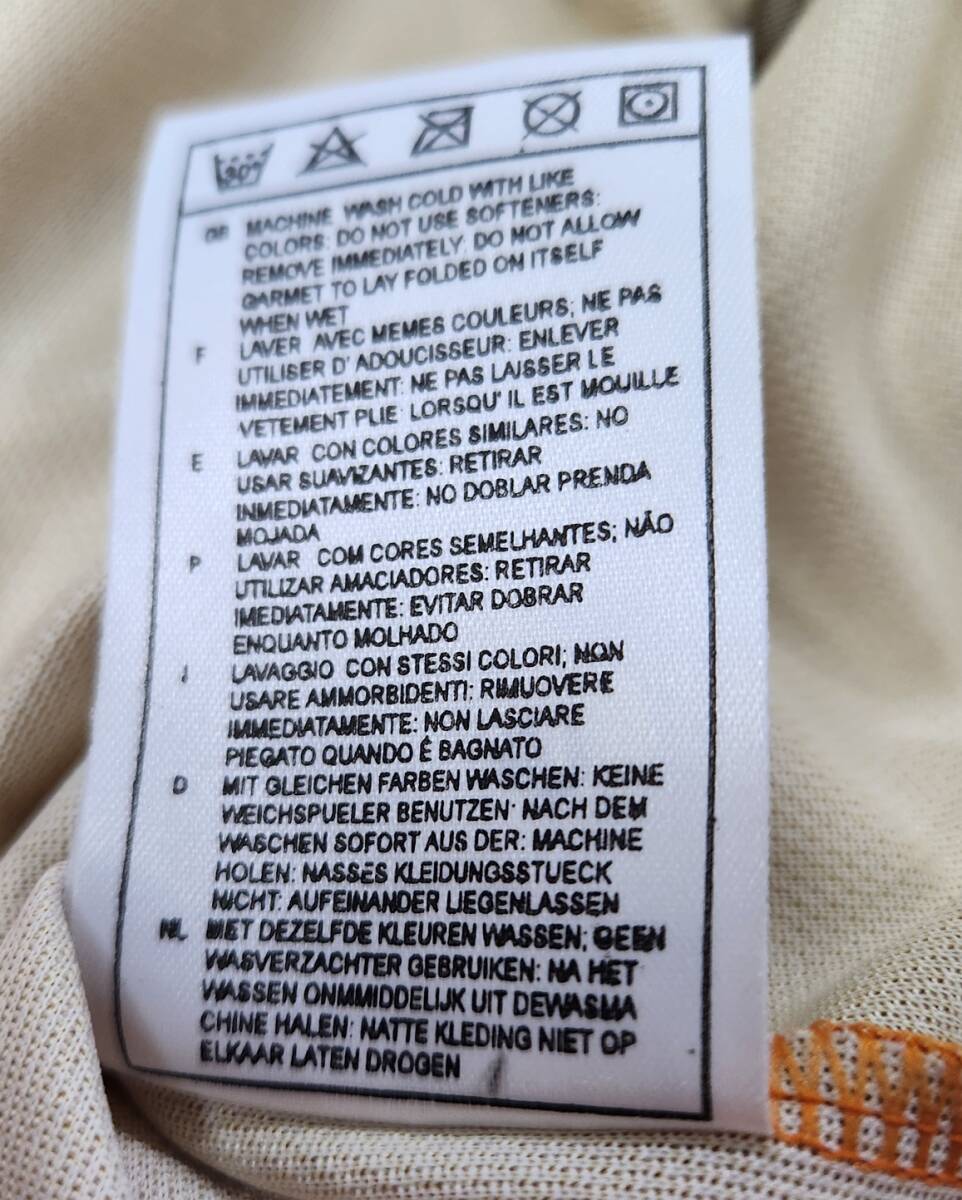 30°
GB MACHINE WASH COLD WITH LIKE
COLORS: DO NOT USE SOFTENERS:
REMOVE IMMEDIATELY: DO NOT ALLOW
GARMET TO LAY FOLDED ON ITSELF
WHEN WET
F LAVER AVEC MEMES COULEURS; NE PAS
UTILISER D' ADOUCISSEUR: ENLEVER
IMMEDIATEMENT: NE PAS LAISSER LE
VETEMENT PLIE LORSQU' IL EST MOUILLE
E LAVAR CON COLORES SIMILARES: NO
USAR SUAVIZANTES: RETIRAR
INMEDIATAMENTE: NO DOBLAR PRENDA
MOJADA
P LAVAR COM CORES SEMELHANTES; NÃO
UTILIZAR AMACIADORES: RETIRAR
IMEDIATAMENTE: EVITAR DOBRAR
ENQUANTO MOLHADO
I LAVAGGIO CON STESSI COLORI; NON
USARE AMMORBIDENTI: RIMUOVERE
IMMEDIATAMENTE: NON LASCIARE
PIEGATO QUANDO É BAGNATO
D MIT GLEICHEN FARBEN WASCHEN: KEINE
WEICHSPUELER BENUTZEN: NACH DEM
WASCHEN SOFORT AUS DER: MACHINE
HOLEN: NASSES KLEIDUNGSSTUECK
NICHT: AUFEINANDER LIEGENLASSEN
NL MET DEZELFDE KLEUREN WASSEN; GEEN
WASVERZACHTER GEBRUIKEN: NA HET
WASSEN ONMMIDDELIJK UIT DEWASMA
CHINE HALEN: NATTE KLEDING NIET OP
ELKAAR LATEN DROGEN